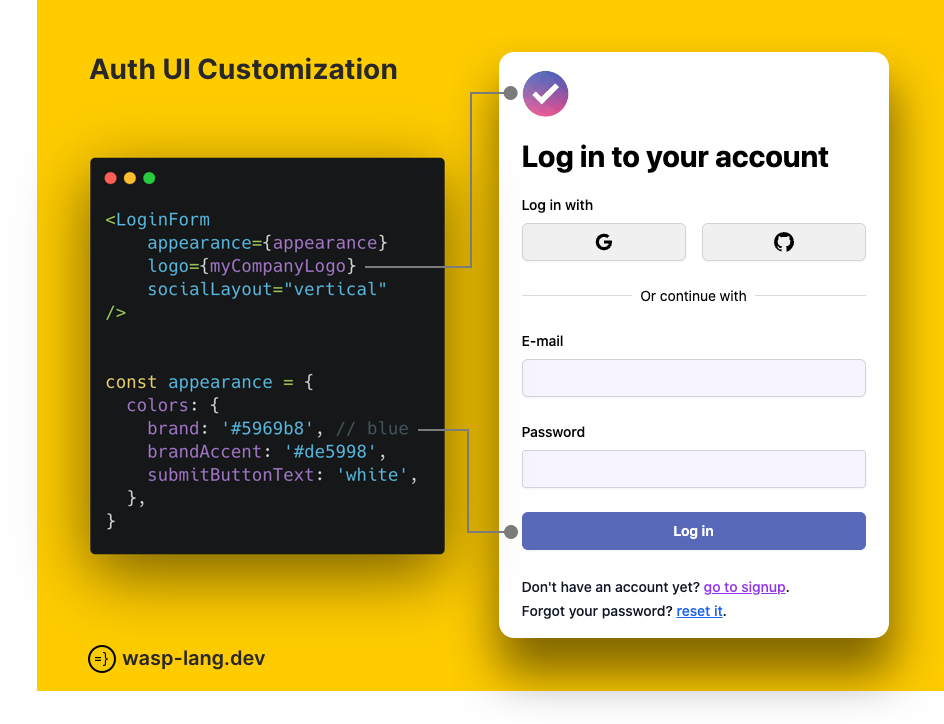 Auth UI Customization
<LoginForm
    appearance={appearance}
    logo={myCompanyLogo}
    socialLayout="vertical"
/>
const appearance = {
  colors: {
    brand: '#5969b8', // blue
    brandAccent: '#de5998',
    submitButtonText: 'white',
  },
}
=} wasp-lang.dev
Log in to your account
Log in with
G
Or continue with
E-mail
Password
Log in
Don't have an account yet? go to signup.
Forgot your password? reset it.